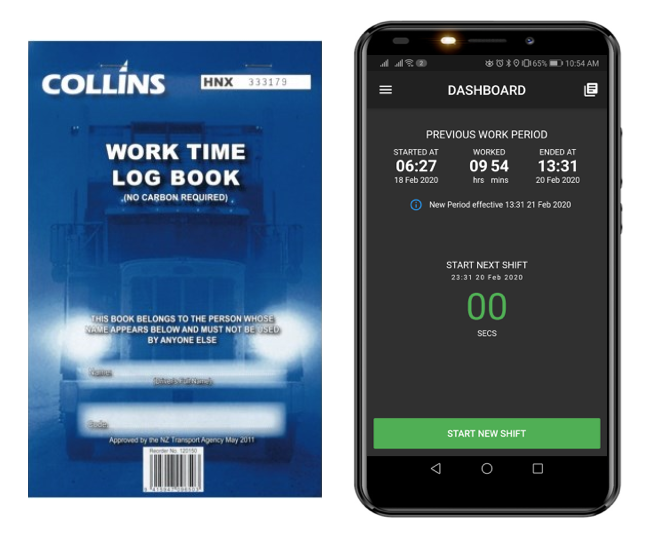 COLLINS
HNX 333179
WORK TIME
LOG BOOK
(NO CARBON REQUIRED)
THIS BOOK BELONGS TO THE PERSON WHOSE
NAME APPEARS BELOW AND MUST NOT BE USED
BY ANYONE ELSE
Name:
(Drivers Full Name)
Code:
Approved by the NZ Transport Agency May 2011
Reorder No. 120150
65% 10:54 AM
DASHBOARD
PREVIOUS WORK PERIOD
STARTED AT WORKED ENDED AT
06:27 09 54 13:31
18 Feb 2020 hrs mins 20 Feb 2020
New Period effective 13:31 21 Feb 2020
START NEXT SHIFT
23:31 20 Feb 2020
00
SECS
START NEW SHIFT